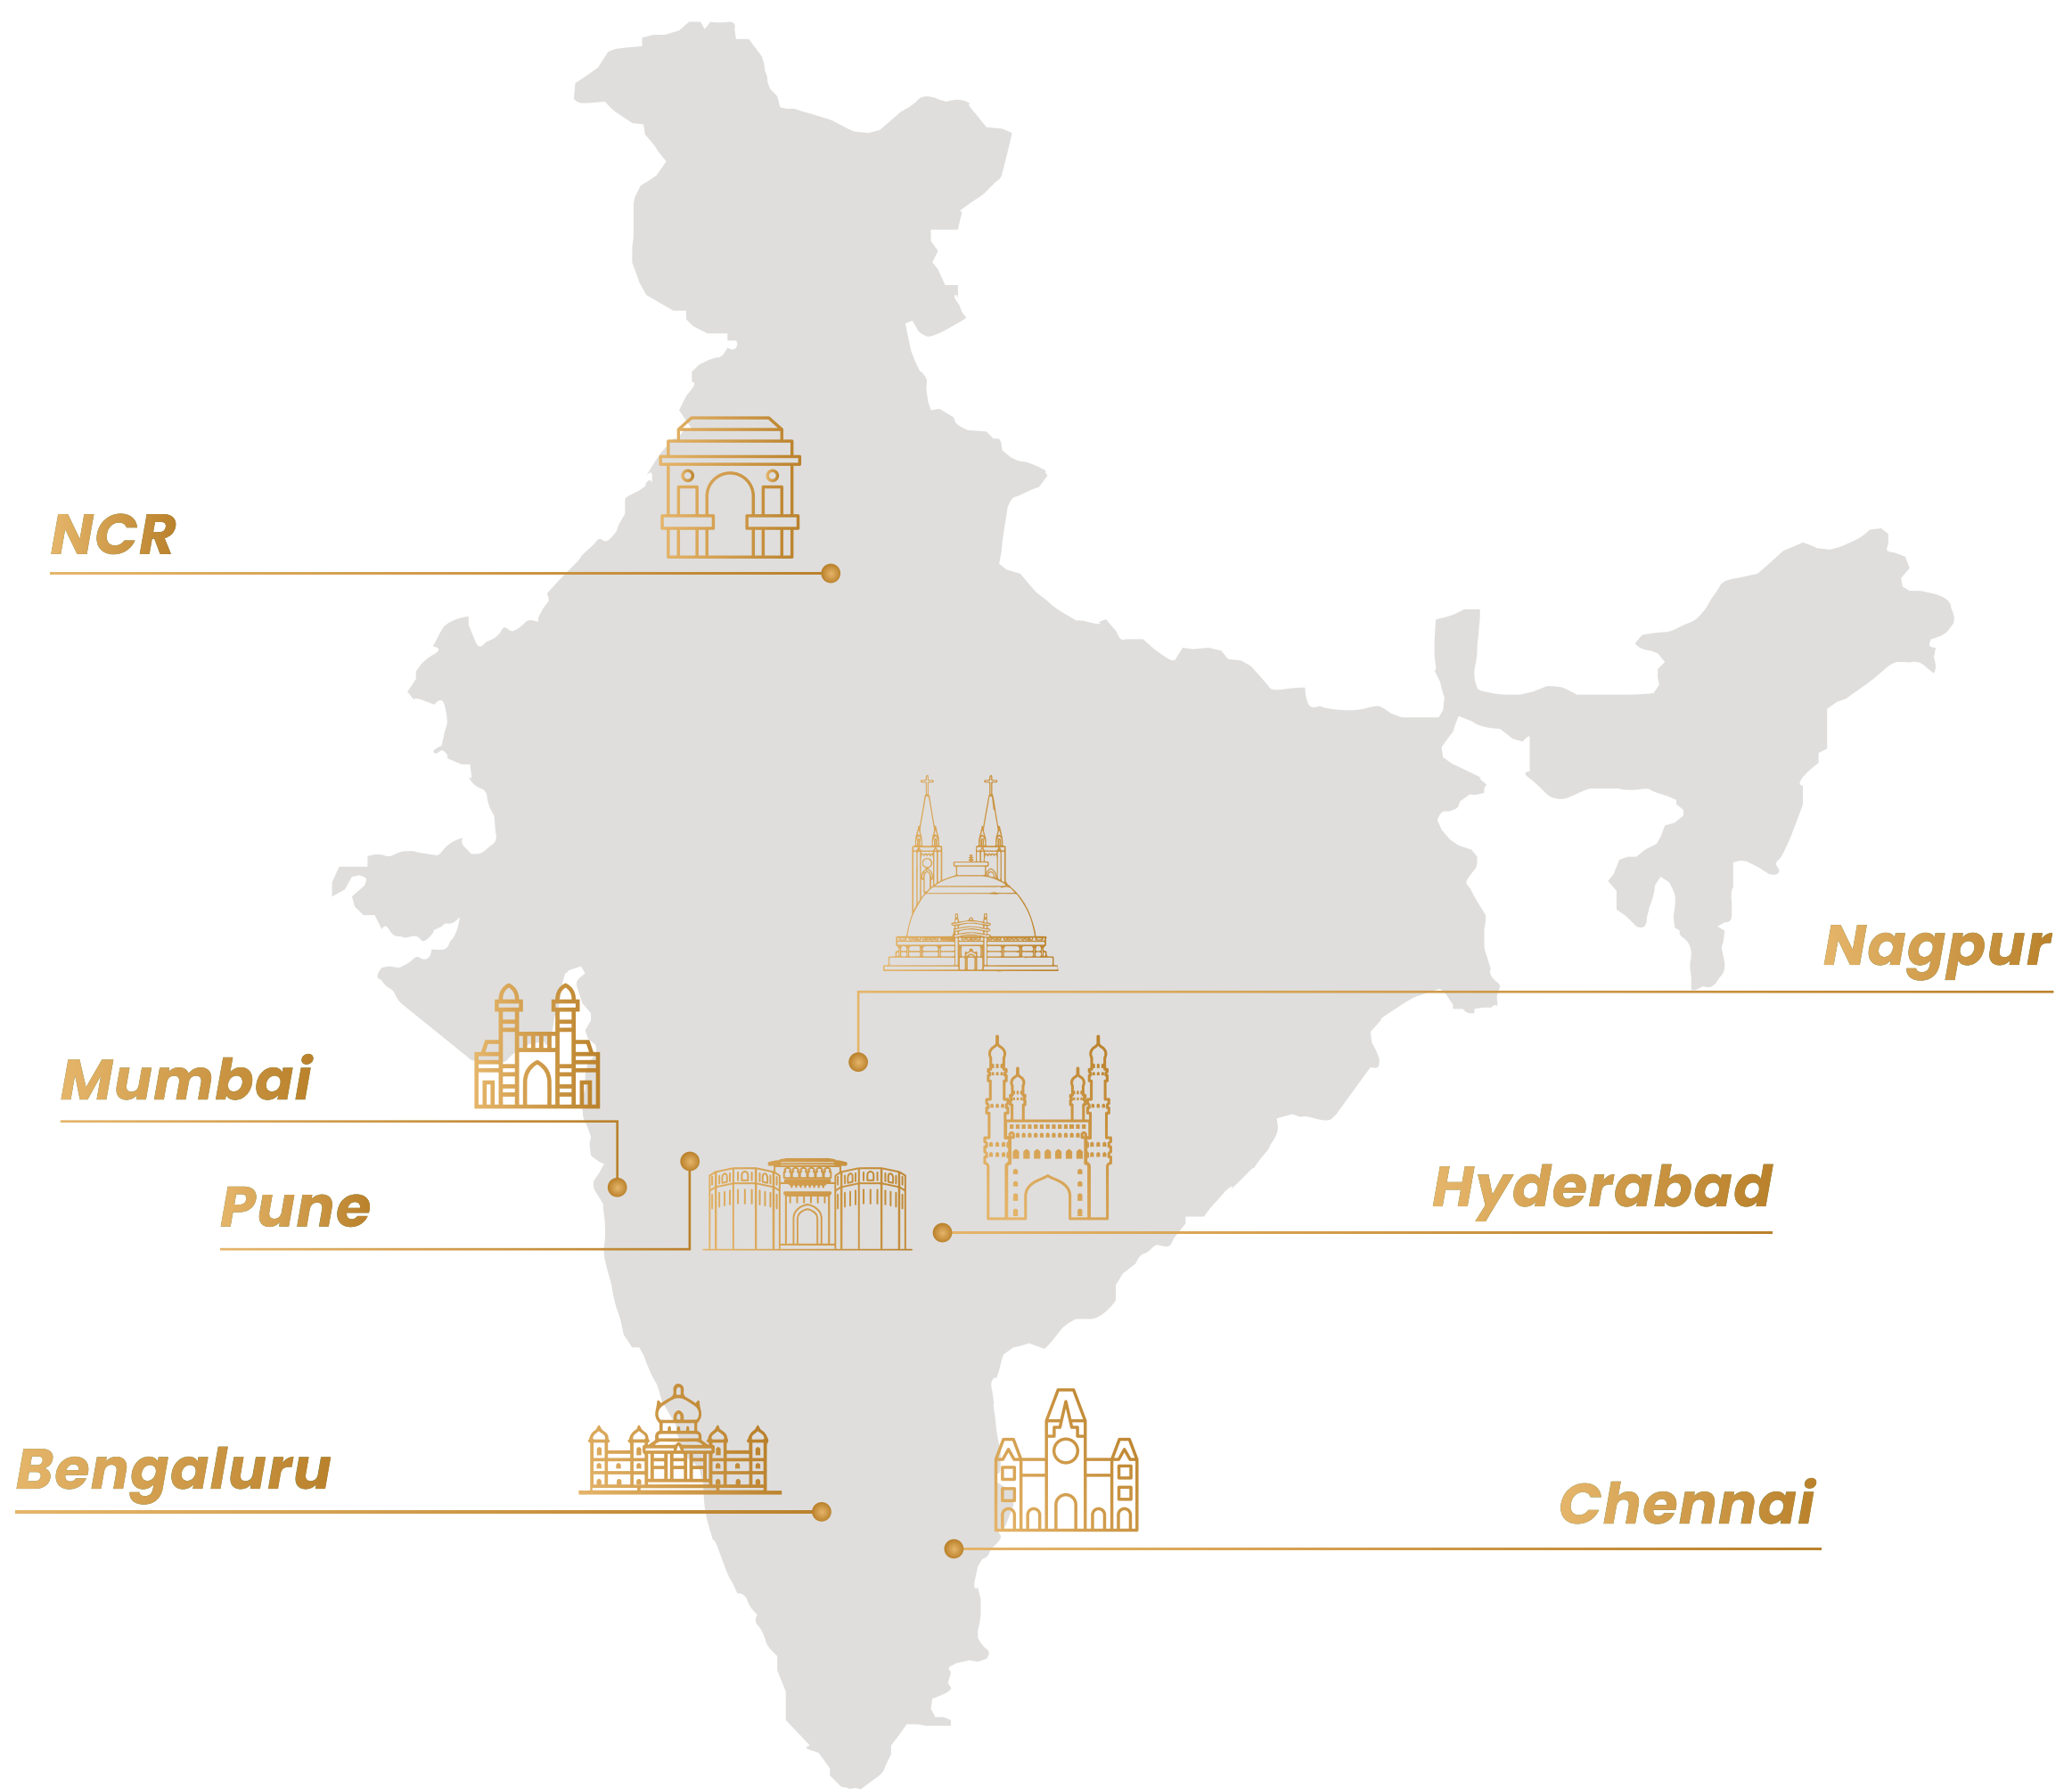 NCR
Nagpur
Mumbai
Pune
Hyderabad
Bengaluru
Chennai